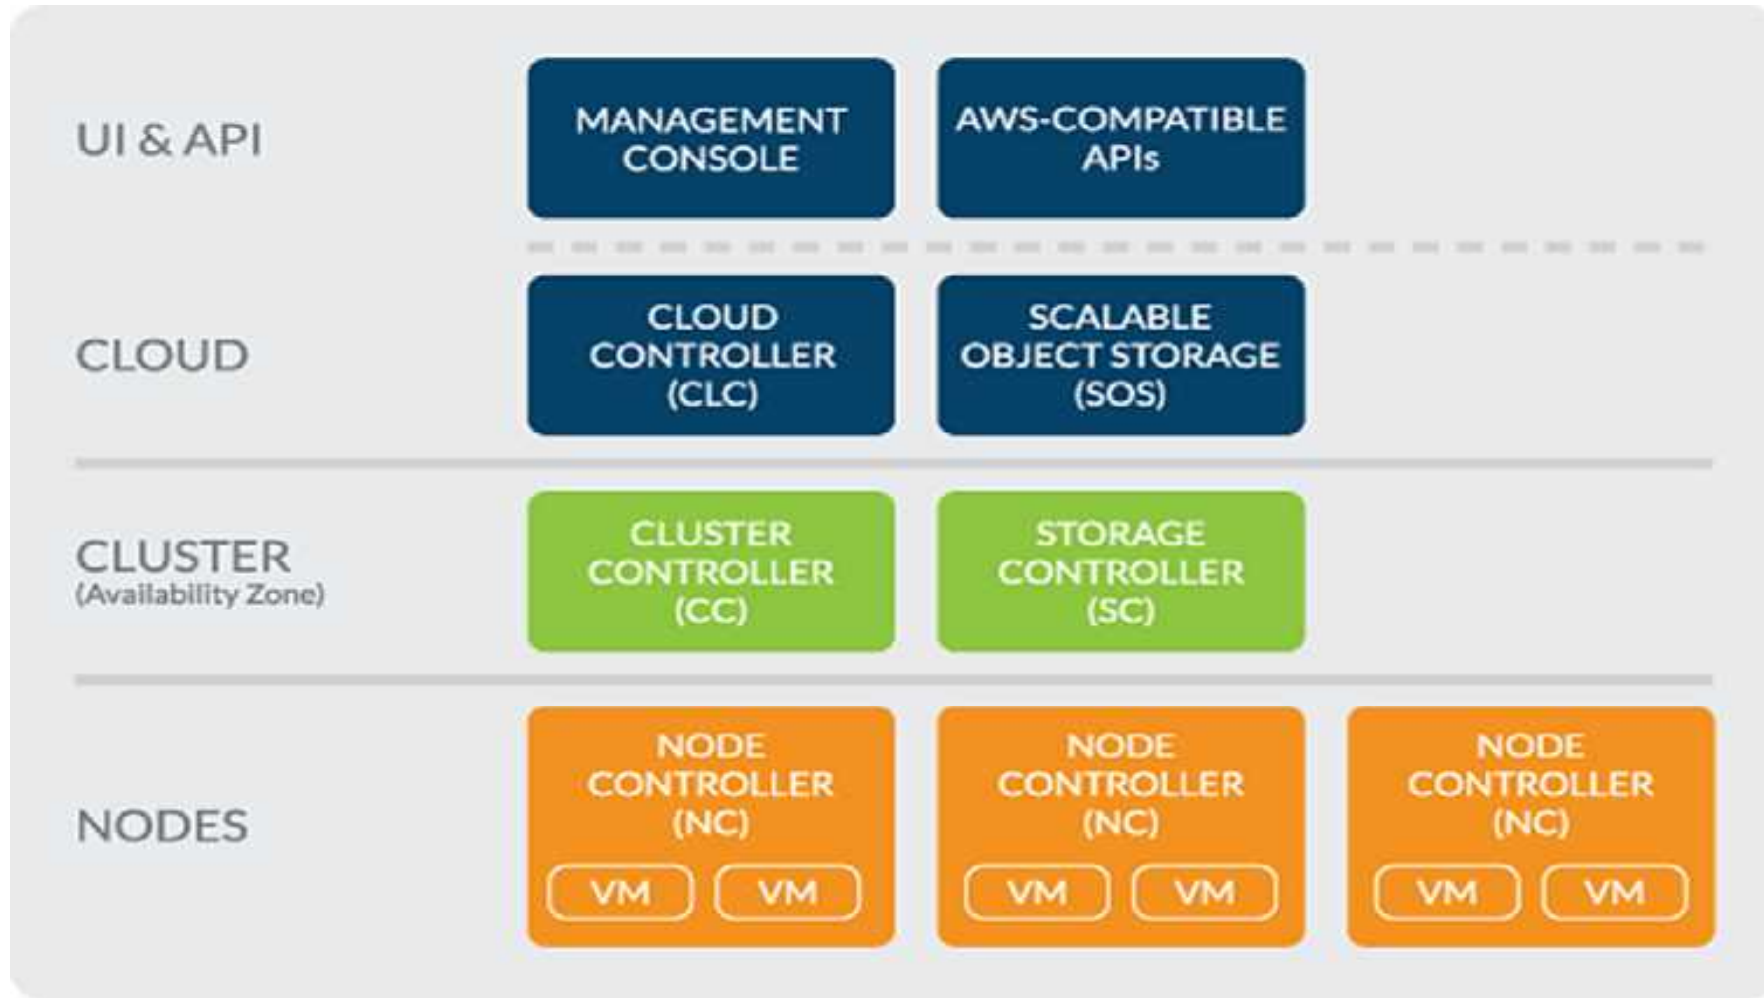 UI & API
MANAGEMENT
CONSOLE
AWS-COMPATIBLE
APIs
CLOUD
CLOUD
CONTROLLER
(CLC)
SCALABLE
OBJECT STORAGE
(SOS)
CLUSTER
(Availability Zone)
CLUSTER
CONTROLLER
(CC)
STORAGE
CONTROLLER
(SC)
NODES
NODE
CONTROLLER
(NC)
VM
VM
NODE
CONTROLLER
(NC)
VM
VM
NODE
CONTROLLER
(NC)
VM
VM